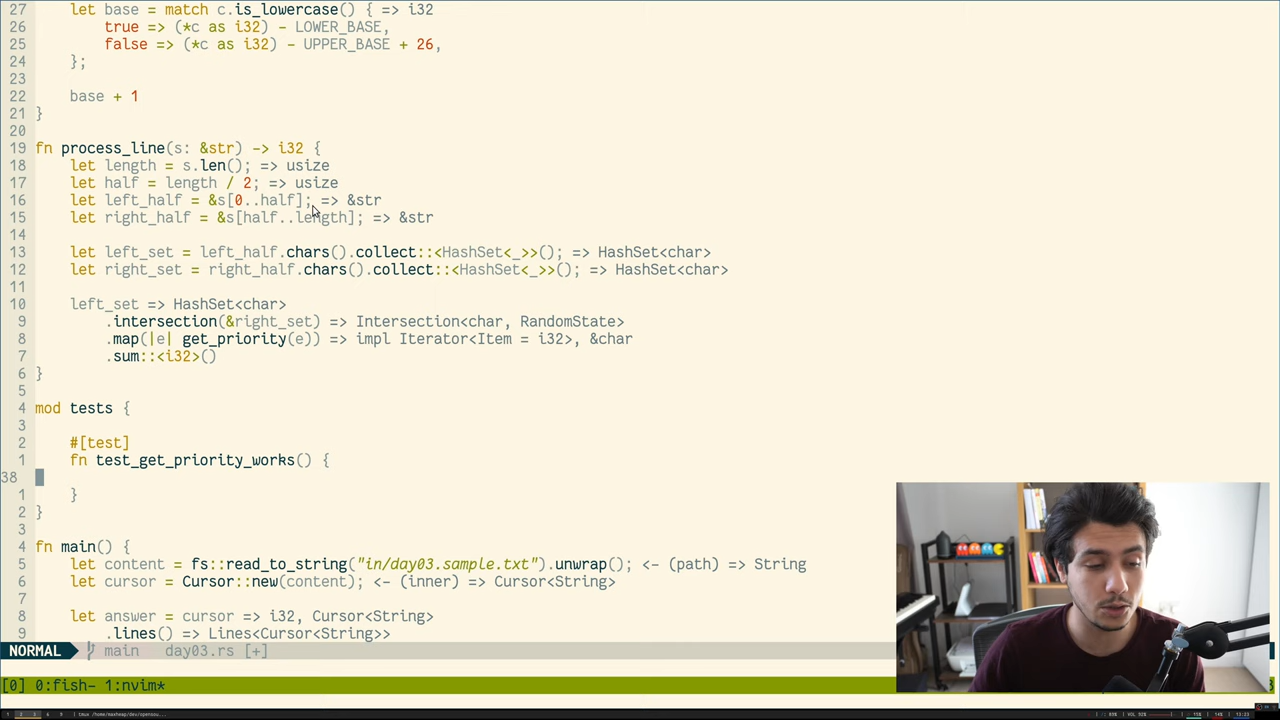 27 let base = match c.is_lowercase() { => i32
26 true => (*c as i32) - LOWER_BASE,
25 false => (*c as i32) - UPPER_BASE + 26,
24 };
23
22 base + 1
21 }
20
19 fn process_line(s: &str) -> i32 {
18 let length = s.len(); => usize
17 let half = length / 2; => usize
16 let left_half = &s[0..half]; => &str
15 let right_half = &s[half..length]; => &str
14
13 let left_set = left_half.chars().collect::<HashSet<_>>(); => HashSet<char>
12 let right_set = right_half.chars().collect::<HashSet<_>>(); => HashSet<char>
11
10 left_set => HashSet<char>
9 .intersection(&right_set) => Intersection<char, RandomState>
8 .map(|e| get_priority(e)) => impl Iterator<Item = i32>, &char
7 .sum::<i32>()
6 }
5
4 mod tests {
3
2 #[test]
1 fn test_get_priority_works() {
38
1 }
2 }
3
4 fn main() {
5 let content = fs::read_to_string("in/day03.sample.txt").unwrap(); <- (path) => String
6 let cursor = Cursor::new(content); <- (inner) => Cursor<String>
7
8 let answer = cursor => i32, Cursor<String>
9 .lines() => Lines<Cursor<String>>
NORMAL main day03.rs [+]
[0] 0:fish- 1:nvim*